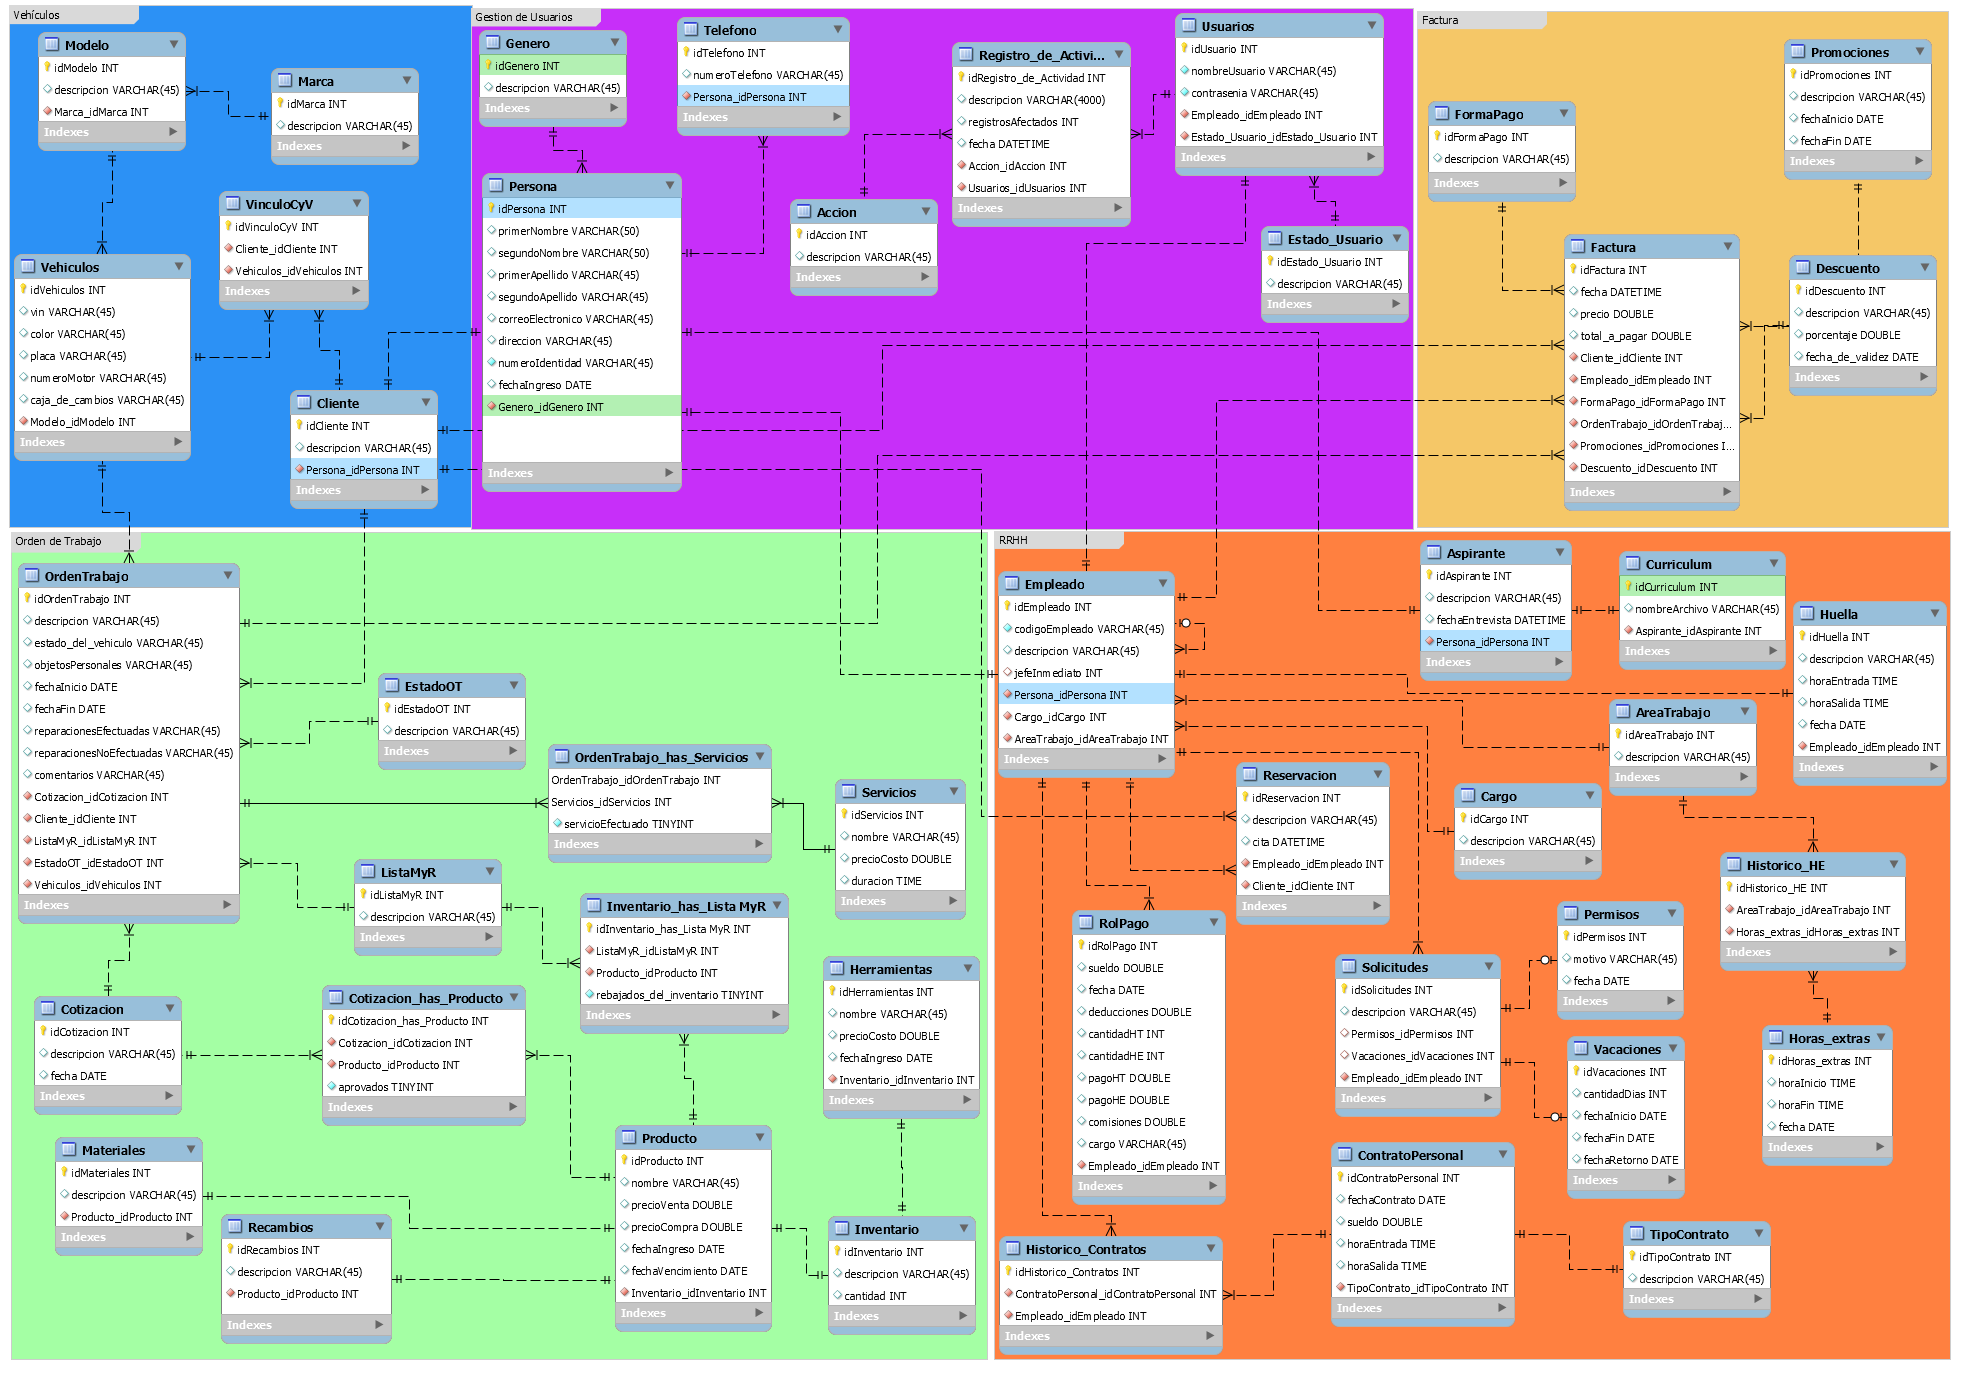 Vehículos
Modelo
idModelo INT
descripcion VARCHAR(45)
Marca_idMarca INT
Indexes
Marca
idMarca INT
descripcion VARCHAR(45)
Indexes
VinculoCyV
idVinculoCyV INT
Cliente_idCliente INT
Vehiculos_idVehiculos INT
Indexes
Vehiculos
idVehiculos INT
vin VARCHAR(45)
color VARCHAR(45)
placa VARCHAR(45)
numeroMotor VARCHAR(45)
caja_de_cambios VARCHAR(45)
Modelo_idModelo INT
Indexes
Cliente
idCliente INT
descripcion VARCHAR(45)
Persona_idPersona INT
Indexes
Gestion de Usuarios
Genero
idGenero INT
descripcion VARCHAR(45)
Indexes
Telefono
idTelefono INT
numeroTelefono VARCHAR(45)
Persona_idPersona INT
Indexes
Registro_de_Activi...
idRegistro_de_Actividad INT
descripcion VARCHAR(4000)
registrosAfectados INT
fecha DATETIME
Accion_idAccion INT
Usuarios_idUsuarios INT
Indexes
Usuarios
idUsuario INT
nombreUsuario VARCHAR(45)
contrasenia VARCHAR(45)
Empleado_idEmpleado INT
Estado_Usuario_idEstado_Usuario INT
Indexes
Persona
idPersona INT
primerNombre VARCHAR(50)
segundoNombre VARCHAR(50)
primerApellido VARCHAR(45)
segundoApellido VARCHAR(45)
correoElectronico VARCHAR(45)
direccion VARCHAR(45)
numeroIdentidad VARCHAR(45)
fechaIngreso DATE
Genero_idGenero INT
Indexes
Accion
idAccion INT
descripcion VARCHAR(45)
Indexes
Estado_Usuario
idEstado_Usuario INT
descripcion VARCHAR(45)
Indexes
Factura
Promociones
idPromociones INT
descripcion VARCHAR(45)
fechaInicio DATE
fechaFin DATE
Indexes
FormaPago
idFormaPago INT
descripcion VARCHAR(45)
Indexes
Factura
idFactura INT
fecha DATETIME
precio DOUBLE
total_a_pagar DOUBLE
Cliente_idCliente INT
Empleado_idEmpleado INT
FormaPago_idFormaPago INT
OrdenTrabajo_idOrdenTrabaj...
Promociones_idPromociones I...
Descuento_idDescuento INT
Indexes
Descuento
idDescuento INT
descripcion VARCHAR(45)
porcentaje DOUBLE
fecha_de_validez DATE
Indexes
Orden de Trabajo
OrdenTrabajo
idOrdenTrabajo INT
descripcion VARCHAR(45)
estado_del_vehiculo VARCHAR(45)
objetosPersonales VARCHAR(45)
fechaInicio DATE
fechaFin DATE
reparacionesEfectuadas VARCHAR(45)
reparacionesNoEfectuadas VARCHAR(45)
comentarios VARCHAR(45)
Cotizacion_idCotizacion INT
Cliente_idCliente INT
ListaMyR_idListaMyR INT
EstadoOT_idEstadoOT INT
Vehiculos_idVehiculos INT
Indexes
EstadoOT
idEstadoOT INT
descripcion VARCHAR(45)
Indexes
OrdenTrabajo_has_Servicios
OrdenTrabajo_idOrdenTrabajo INT
Servicios_idServicios INT
servicioEfectuado TINYINT
Indexes
Servicios
idServicios INT
nombre VARCHAR(45)
precioCosto DOUBLE
duracion TIME
Indexes
ListaMyR
idListaMyR INT
descripcion VARCHAR(45)
Indexes
Inventario_has_Lista MyR
idInventario_has_Lista MyR INT
ListaMyR_idListaMyR INT
Producto_idProducto INT
rebajados_del_inventario TINYINT
Indexes
Herramientas
idHerramientas INT
nombre VARCHAR(45)
precioCosto DOUBLE
fechaIngreso DATE
Inventario_idInventario INT
Indexes
Cotizacion
idCotizacion INT
descripcion VARCHAR(45)
fecha DATE
Indexes
Cotizacion_has_Producto
idCotizacion_has_Producto INT
Cotizacion_idCotizacion INT
Producto_idProducto INT
aprovados TINYINT
Indexes
Materiales
idMateriales INT
descripcion VARCHAR(45)
Producto_idProducto INT
Indexes
Recambios
idRecambios INT
descripcion VARCHAR(45)
Producto_idProducto INT
Indexes
Producto
idProducto INT
nombre VARCHAR(45)
precioVenta DOUBLE
precioCompra DOUBLE
fechaIngreso DATE
fechaVencimiento DATE
Inventario_idInventario INT
Indexes
Inventario
idInventario INT
descripcion VARCHAR(45)
cantidad INT
Indexes
RRHH
Empleado
idEmpleado INT
codigoEmpleado VARCHAR(45)
descripcion VARCHAR(45)
jefeInmediato INT
Persona_idPersona INT
Cargo_idCargo INT
AreaTrabajo_idAreaTrabajo INT
Indexes
Aspirante
idAspirante INT
descripcion VARCHAR(45)
fechaEntrevista DATETIME
Persona_idPersona INT
Indexes
Curriculum
idCurriculum INT
nombreArchivo VARCHAR(45)
Aspirante_idAspirante INT
Indexes
Huella
idHuella INT
descripcion VARCHAR(45)
horaEntrada TIME
horaSalida TIME
fecha DATE
Empleado_idEmpleado INT
Indexes
AreaTrabajo
idAreaTrabajo INT
descripcion VARCHAR(45)
Indexes
Reservacion
idReservacion INT
descripcion VARCHAR(45)
cita DATETIME
Empleado_idEmpleado INT
Cliente_idCliente INT
Indexes
Cargo
idCargo INT
descripcion VARCHAR(45)
Indexes
Historico_HE
idHistorico_HE INT
AreaTrabajo_idAreaTrabajo INT
Horas_extras_idHoras_extras INT
Indexes
RolPago
idRolPago INT
sueldo DOUBLE
fecha DATE
deducciones DOUBLE
cantidadHT INT
cantidadHE INT
pagoHT DOUBLE
pagoHE DOUBLE
comisiones DOUBLE
cargo VARCHAR(45)
Empleado_idEmpleado INT
Indexes
Solicitudes
idSolicitudes INT
descripcion VARCHAR(45)
Permisos_idPermisos INT
Vacaciones_idVacaciones INT
Empleado_idEmpleado INT
Indexes
Permisos
idPermisos INT
motivo VARCHAR(45)
fecha DATE
Indexes
Vacaciones
idVacaciones INT
cantidadDias INT
fechaInicio DATE
fechaFin DATE
fechaRetorno DATE
Indexes
Horas_extras
idHoras_extras INT
horaInicio TIME
horaFin TIME
fecha DATE
Indexes
Historico_Contratos
idHistorico_Contratos INT
ContratoPersonal_idContratoPersonal INT
Empleado_idEmpleado INT
Indexes
ContratoPersonal
idContratoPersonal INT
fechaContrato DATE
sueldo DOUBLE
horaEntrada TIME
horaSalida TIME
TipoContrato_idTipoContrato INT
Indexes
TipoContrato
idTipoContrato INT
descripcion VARCHAR(45)
Indexes